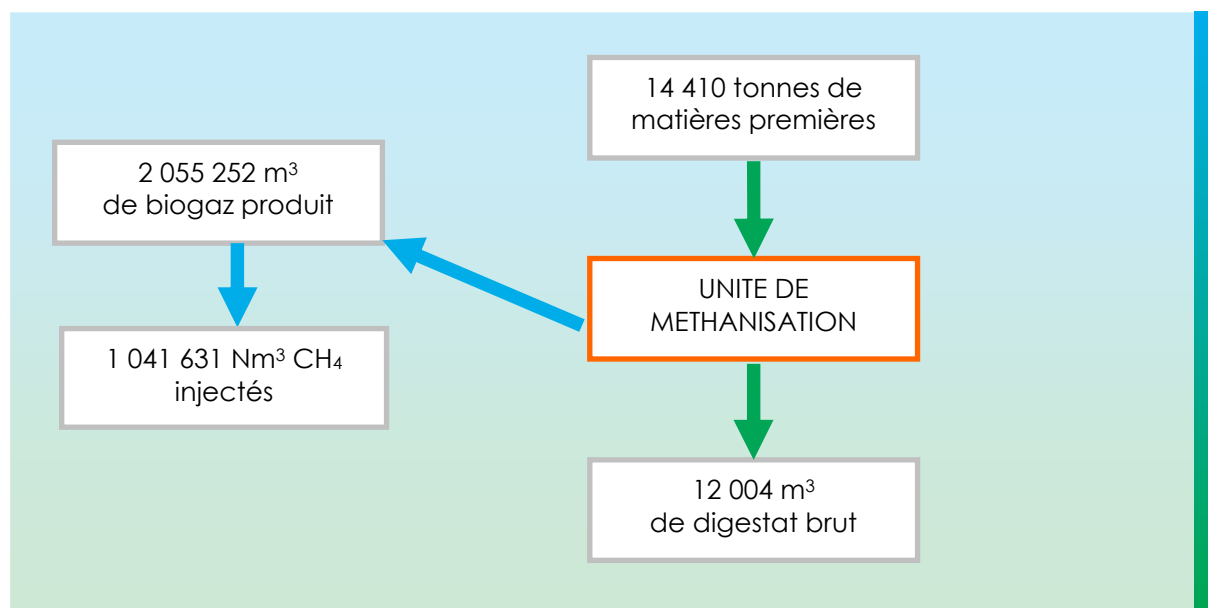 14 410 tonnes de
matières premières
2 055 252 m³
de biogaz produit
UNITE DE
METHANISATION
1 041 631 Nm³ CH₄
injectés
12 004 m³
de digestat brut